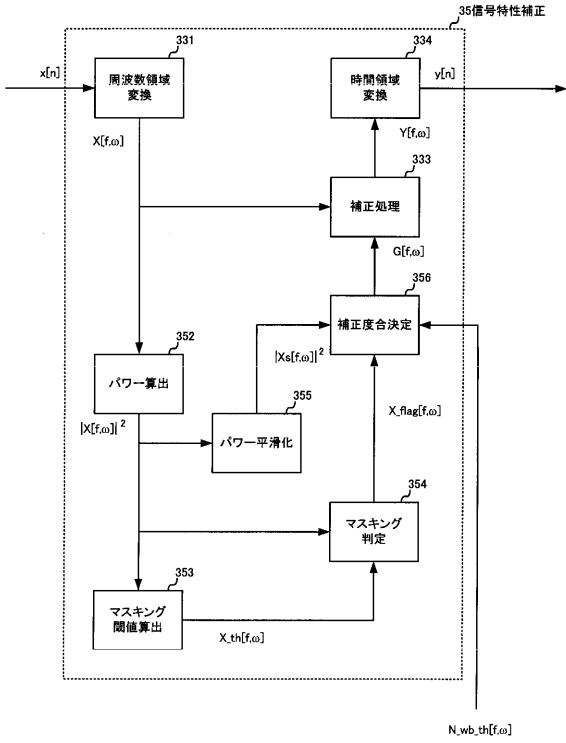 35信号特性補正
331
334
x[n]
周波数領域
変換
時間領域
変換
y[n]
X[f,ω]
Y[f,ω]
333
補正処理
G[f,ω]
356
352
補正度合決定
|Xs[f,ω]|²
パワー算出
355
X_flag[f,ω]
|X[f,ω]|²
パワー平滑化
354
マスキング
判定
353
マスキング
閾値算出
X_th[f,ω]
N_wb_th[f,ω]